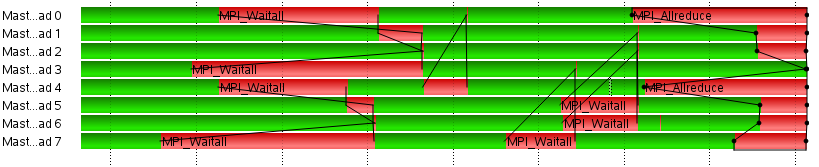 Mast...ad 0 MPI_Waitall MPI_Allreduce
Mast...ad 1
Mast...ad 2
Mast...ad 3 MPI_Waitall
Mast...ad 4 MPI_Waitall MPI_Allreduce
Mast...ad 5 MPI_Waitall
Mast...ad 6 MPI_Waitall
Mast...ad 7 MPI_Waitall MPI_Waitall